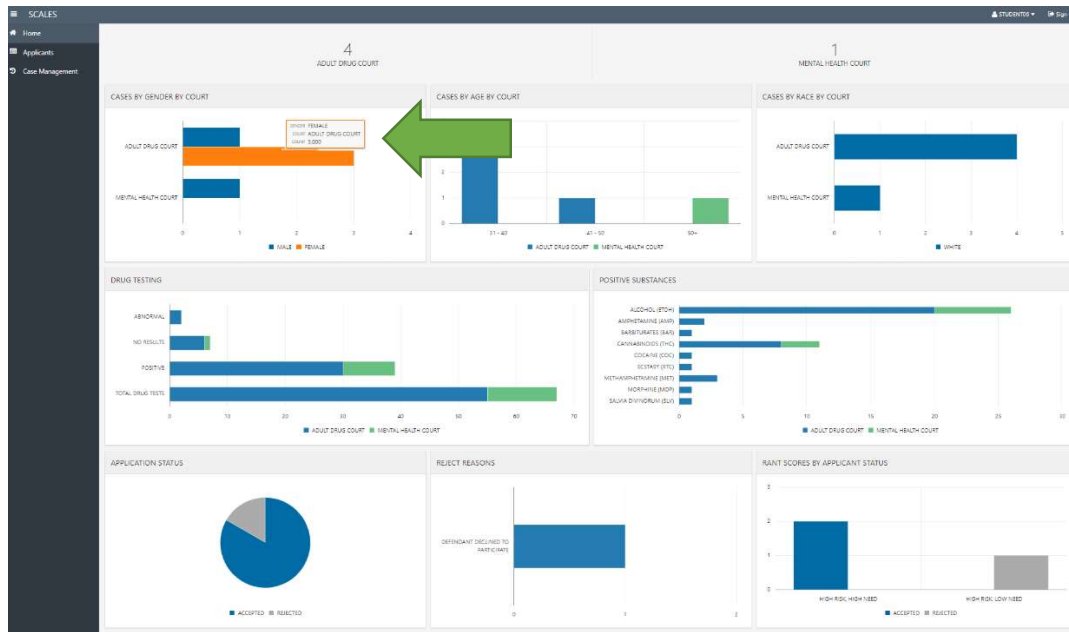 SCALES
STUDENT03
Sign
Home
Applicants
Case Management
4
ADULT DRUG COURT
1
MENTAL HEALTH COURT
CASES BY GENDER BY COURT
ADULT DRUG COURT
MENTAL HEALTH COURT
GENDER FEMALE
COURT ADULT DRUG COURT
COUNT 3.000
0 1 2 3 4
MALE FEMALE
CASES BY AGE BY COURT
2
1
0
31 - 40 41 - 50 50+
ADULT DRUG COURT MENTAL HEALTH COURT
CASES BY RACE BY COURT
ADULT DRUG COURT
MENTAL HEALTH COURT
0 1 2 3 4 5
WHITE
DRUG TESTING
ABNORMAL
NO RESULTS
POSITIVE
TOTAL DRUG TESTS
0 10 20 30 40 50 60 70
ADULT DRUG COURT MENTAL HEALTH COURT
POSITIVE SUBSTANCES
ALCOHOL (ETOH)
AMPHETAMINE (AMP)
BARBITURATES (BAR)
CANNABINOIDS (THC)
COCAINE (COC)
ECSTASY (XTC)
METHAMPHETAMINE (MET)
MORPHINE (MOP)
SALVIA DIVINORUM (SLV)
0 5 10 15 20 25 30
ADULT DRUG COURT MENTAL HEALTH COURT
APPLICATION STATUS
ACCEPTED REJECTED
REJECT REASONS
DEFENDANT DECLINED TO
PARTICIPATE
0 1 2
RANT SCORES BY APPLICANT STATUS
3
2
1
0
HIGH RISK, HIGH NEED HIGH RISK, LOW NEED
ACCEPTED REJECTED